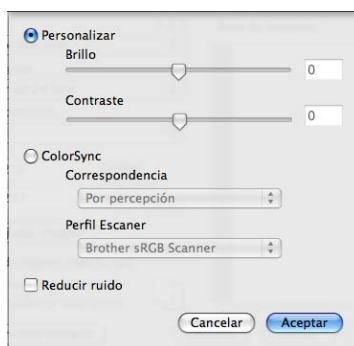 Personalizar
Brillo
0
Contraste
0
ColorSync
Correspondencia
Por percepción
Perfil Escaner
Brother sRGB Scanner
Reducir ruido
Cancelar Aceptar